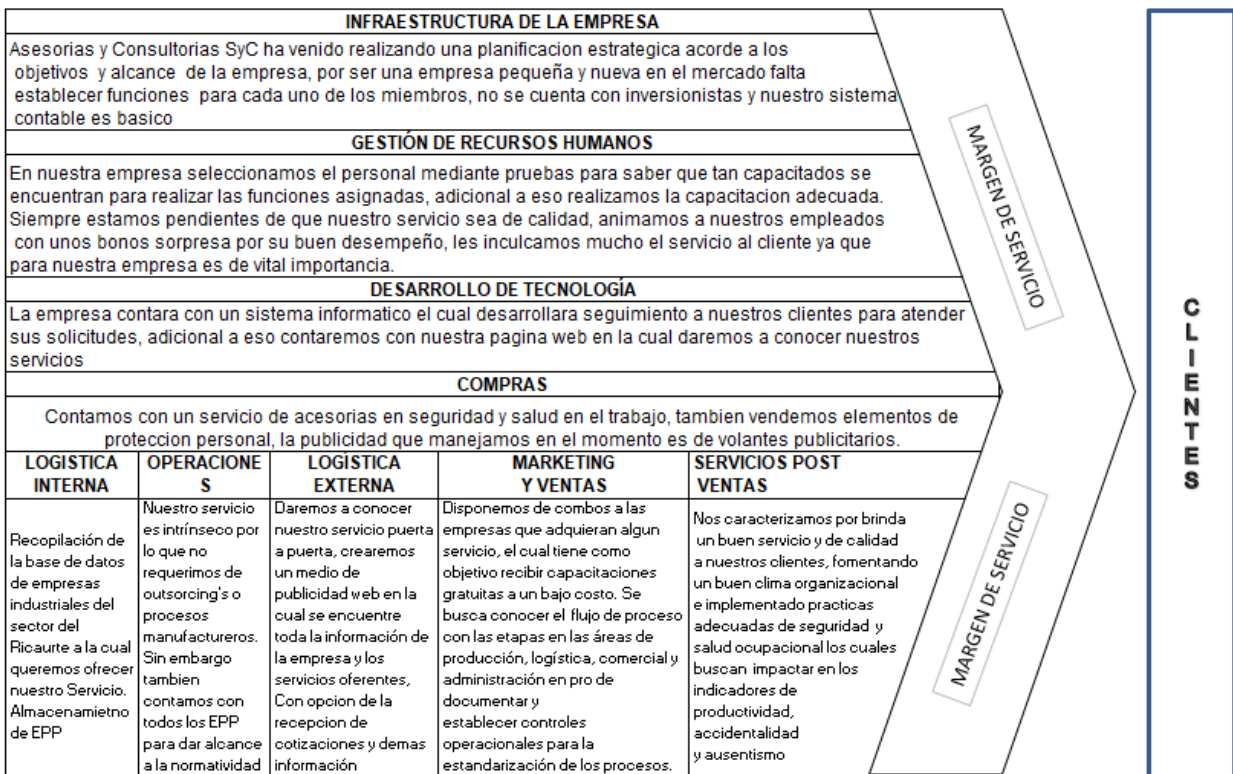 INFRAESTRUCTURA DE LA EMPRESA
Asesorias y Consultorias SyC ha venido realizando una planificacion estrategica acorde a los
objetivos y alcance de la empresa, por ser una empresa pequeña y nueva en el mercado falta
establecer funciones para cada uno de los miembros, no se cuenta con inversionistas y nuestro sistema
contable es basico
GESTIÓN DE RECURSOS HUMANOS
En nuestra empresa seleccionamos el personal mediante pruebas para saber que tan capacitados se
encuentran para realizar las funciones asignadas, adicional a eso realizamos la capacitacion adecuada.
Siempre estamos pendientes de que nuestro servicio sea de calidad, animamos a nuestros empleados
con unos bonos sorpresa por su buen desempeño, les inculcamos mucho el servicio al cliente ya que
para nuestra empresa es de vital importancia.
DESARROLLO DE TECNOLOGÍA
La empresa contara con un sistema informatico el cual desarrollara seguimiento a nuestros clientes para atender
sus solicitudes, adicional a eso contaremos con nuestra pagina web en la cual daremos a conocer nuestros
servicios
COMPRAS
Contamos con un servicio de acesorias en seguridad y salud en el trabajo, tambien vendemos elementos de
proteccion personal, la publicidad que manejamos en el momento es de volantes publicitarios.
LOGISTICA
INTERNA
Recopilación de
la base de datos
de empresas
industriales del
sector del
Ricaurte a la cual
queremos ofrecer
nuestro Servicio.
Almacenamietno
de EPP
OPERACIONE
S
Nuestro servicio
es intrínseco por
lo que no
requerimos de
outsorcing's o
procesos
manufactureros.
Sin embargo
tambien
contamos con
todos los EPP
para dar alcance
a la normatividad
LOGÍSTICA
EXTERNA
Daremos a conocer
nuestro servicio puerta
a puerta, crearemos
un medio de
publicidad web en la
cual se encuentre
toda la información de
la empresa y los
servicios oferentes,
Con opcion de la
recepcion de
cotizaciones y demas
información
MARKETING
Y VENTAS
Disponemos de combos a las
empresas que adquieran algun
servicio, el cual tiene como
objetivo recibir capacitaciones
gratuitas a un bajo costo. Se
busca conocer el flujo de proceso
con las etapas en las áreas de
producción, logística, comercial y
administración en pro de
documentar y
establecer controles
operacionales para la
estandarización de los procesos.
SERVICIOS POST
VENTAS
Nos caracterizamos por brinda
un buen servicio y de calidad
a nuestros clientes, fomentando
un buen clima organizacional
e implementado practicas
adecuadas de seguridad y
salud ocupacional los cuales
buscan impactar en los
indicadores de
productividad,
accidentalidad
y ausentismo
MARGEN DE SERVICIO
MARGEN DE SERVICIO
CLIENTES